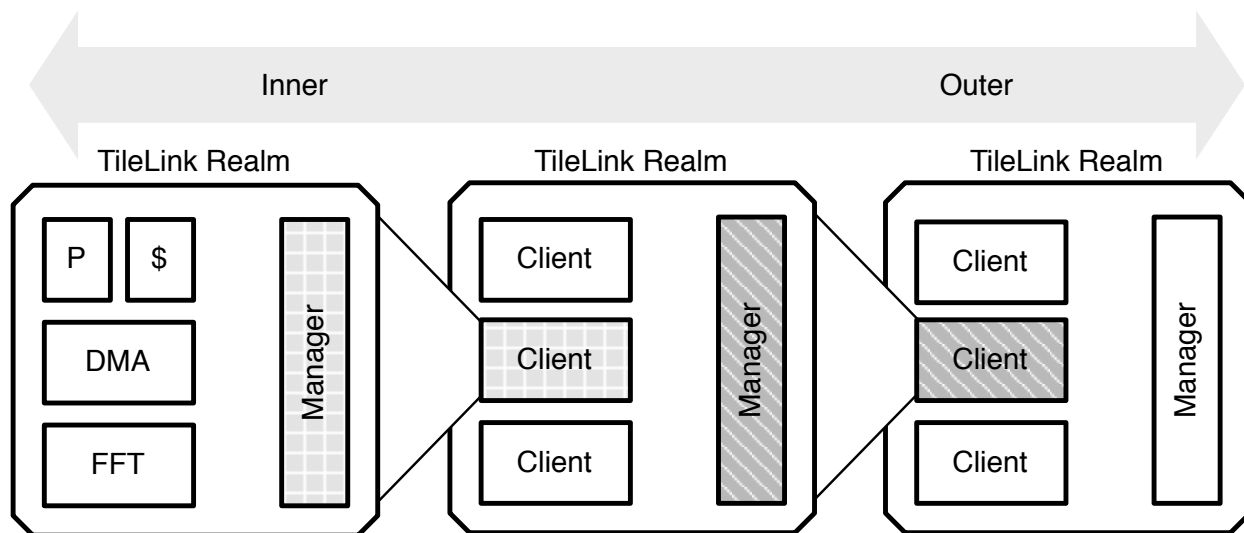 Inner
Outer
TileLink Realm
TileLink Realm
TileLink Realm
P
$
DMA
FFT
Manager
Client
Client
Client
Manager
Client
Client
Client
Manager